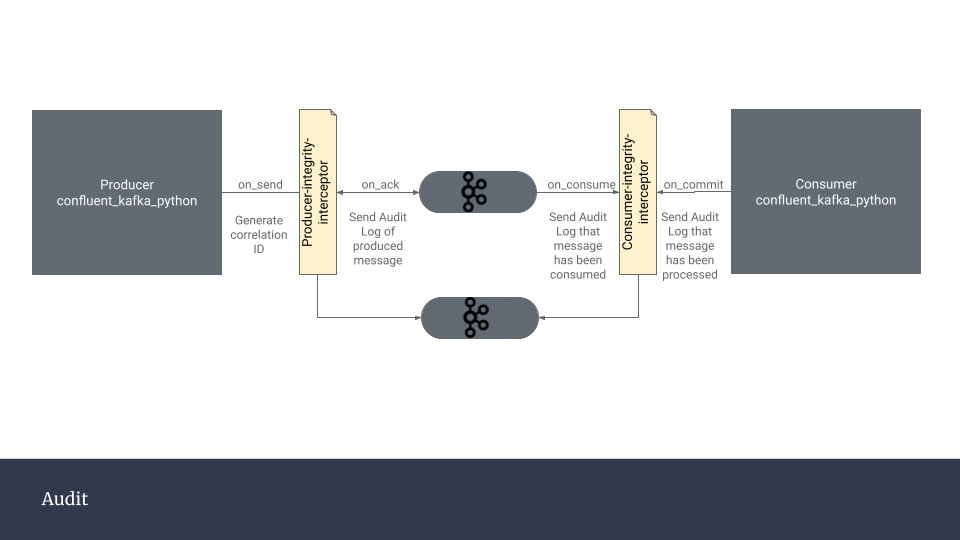 Producer
confluent_kafka_python
on_send
Generate
correlation
ID
Producer-integrity-
interceptor
on_ack
Send Audit
Log of
produced
message
on_consume
Send Audit
Log that
message
has been
consumed
Consumer-integrity-
interceptor
on_commit
Send Audit
Log that
message
has been
processed
Consumer
confluent_kafka_python
Audit